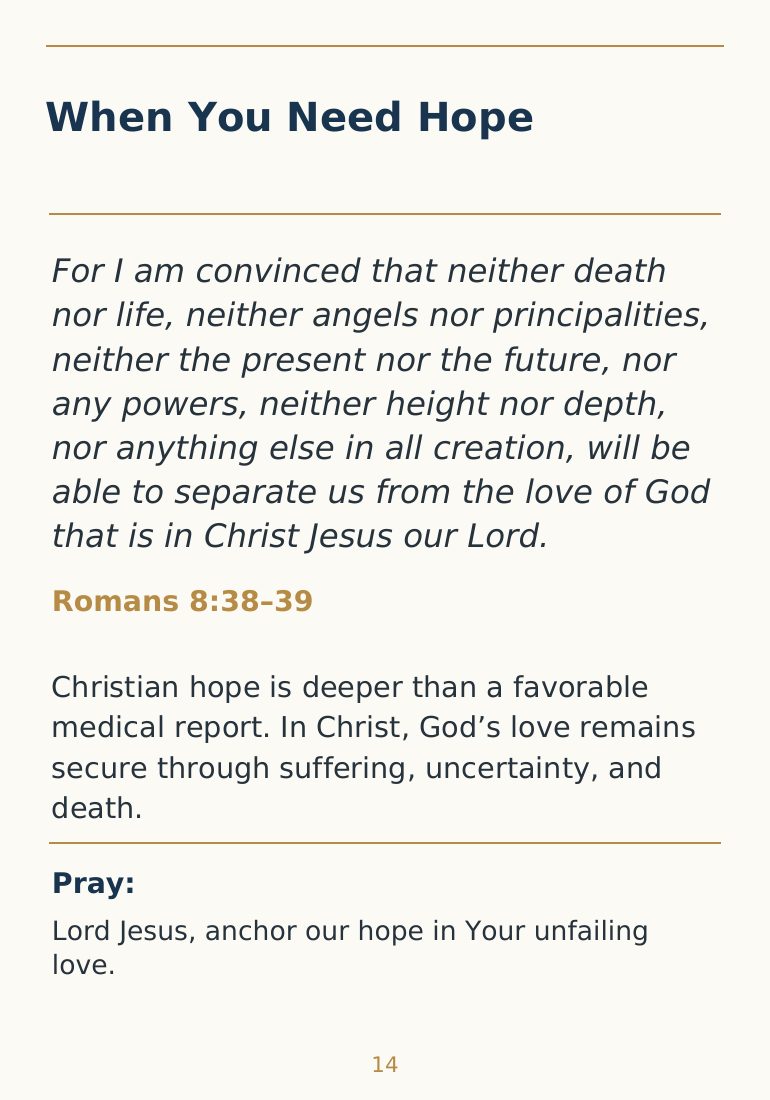 When You Need Hope
For I am convinced that neither death
nor life, neither angels nor principalities,
neither the present nor the future, nor
any powers, neither height nor depth,
nor anything else in all creation, will be
able to separate us from the love of God
that is in Christ Jesus our Lord.
Romans 8:38–39
Christian hope is deeper than a favorable
medical report. In Christ, God’s love remains
secure through suffering, uncertainty, and
death.
Pray:
Lord Jesus, anchor our hope in Your unfailing
love.
14